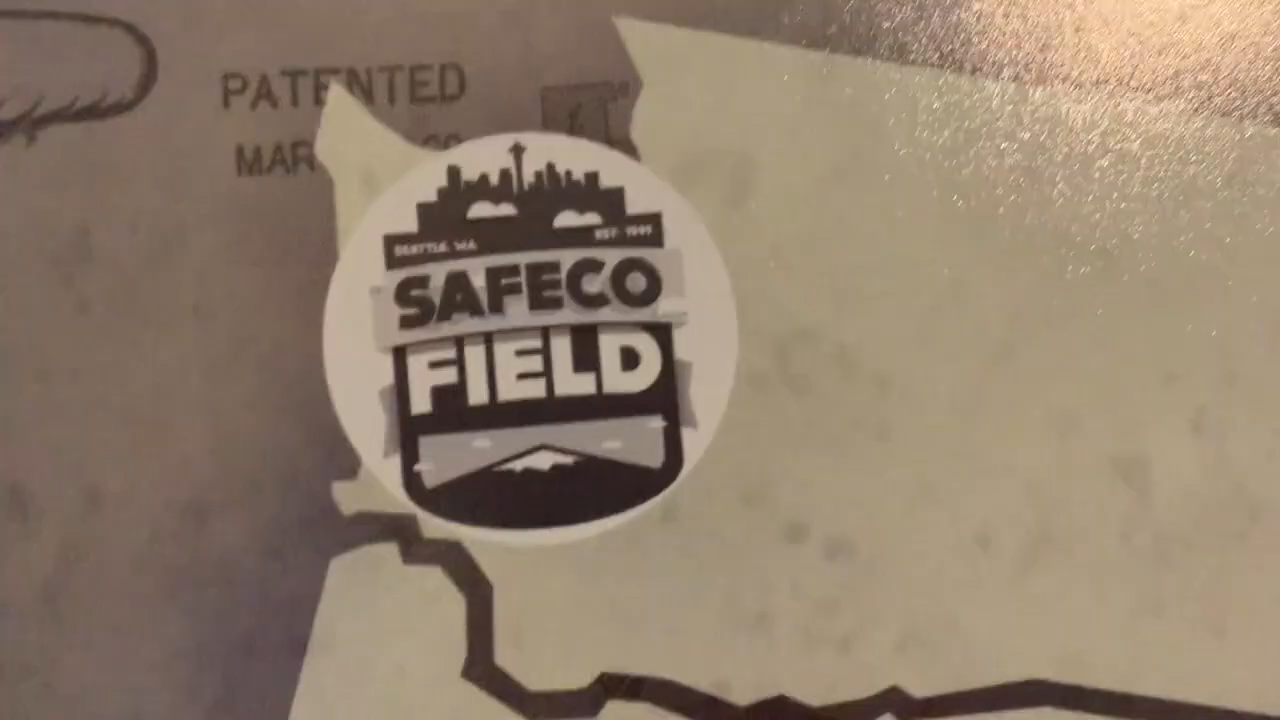 PATENTED
MAR
SEATTLE, WA
EST. 1999
SAFECO
FIELD